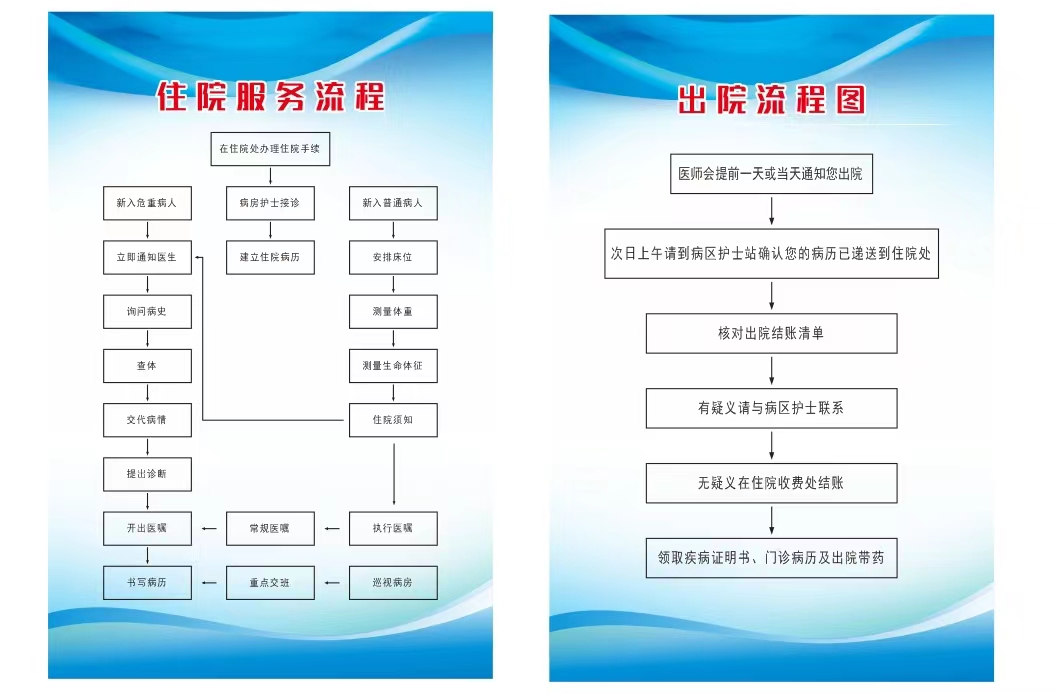 住院服务流程
在住院处办理住院手续
新入危重病人
病房护士接诊
新入普通病人
立即通知医生
建立住院病历
安排床位
询问病史
测量体重
查体
测量生命体征
交代病情
住院须知
提出诊断
开出医嘱
常规医嘱
执行医嘱
书写病历
重点交班
巡视病房
出院流程图
医师会提前一天或当天通知您出院
次日上午请到病区护士站确认您的病历已递送到住院处
核对出院结账清单
有疑义请与病区护士联系
无疑义在住院收费处结账
领取疾病证明书、门诊病历及出院带药